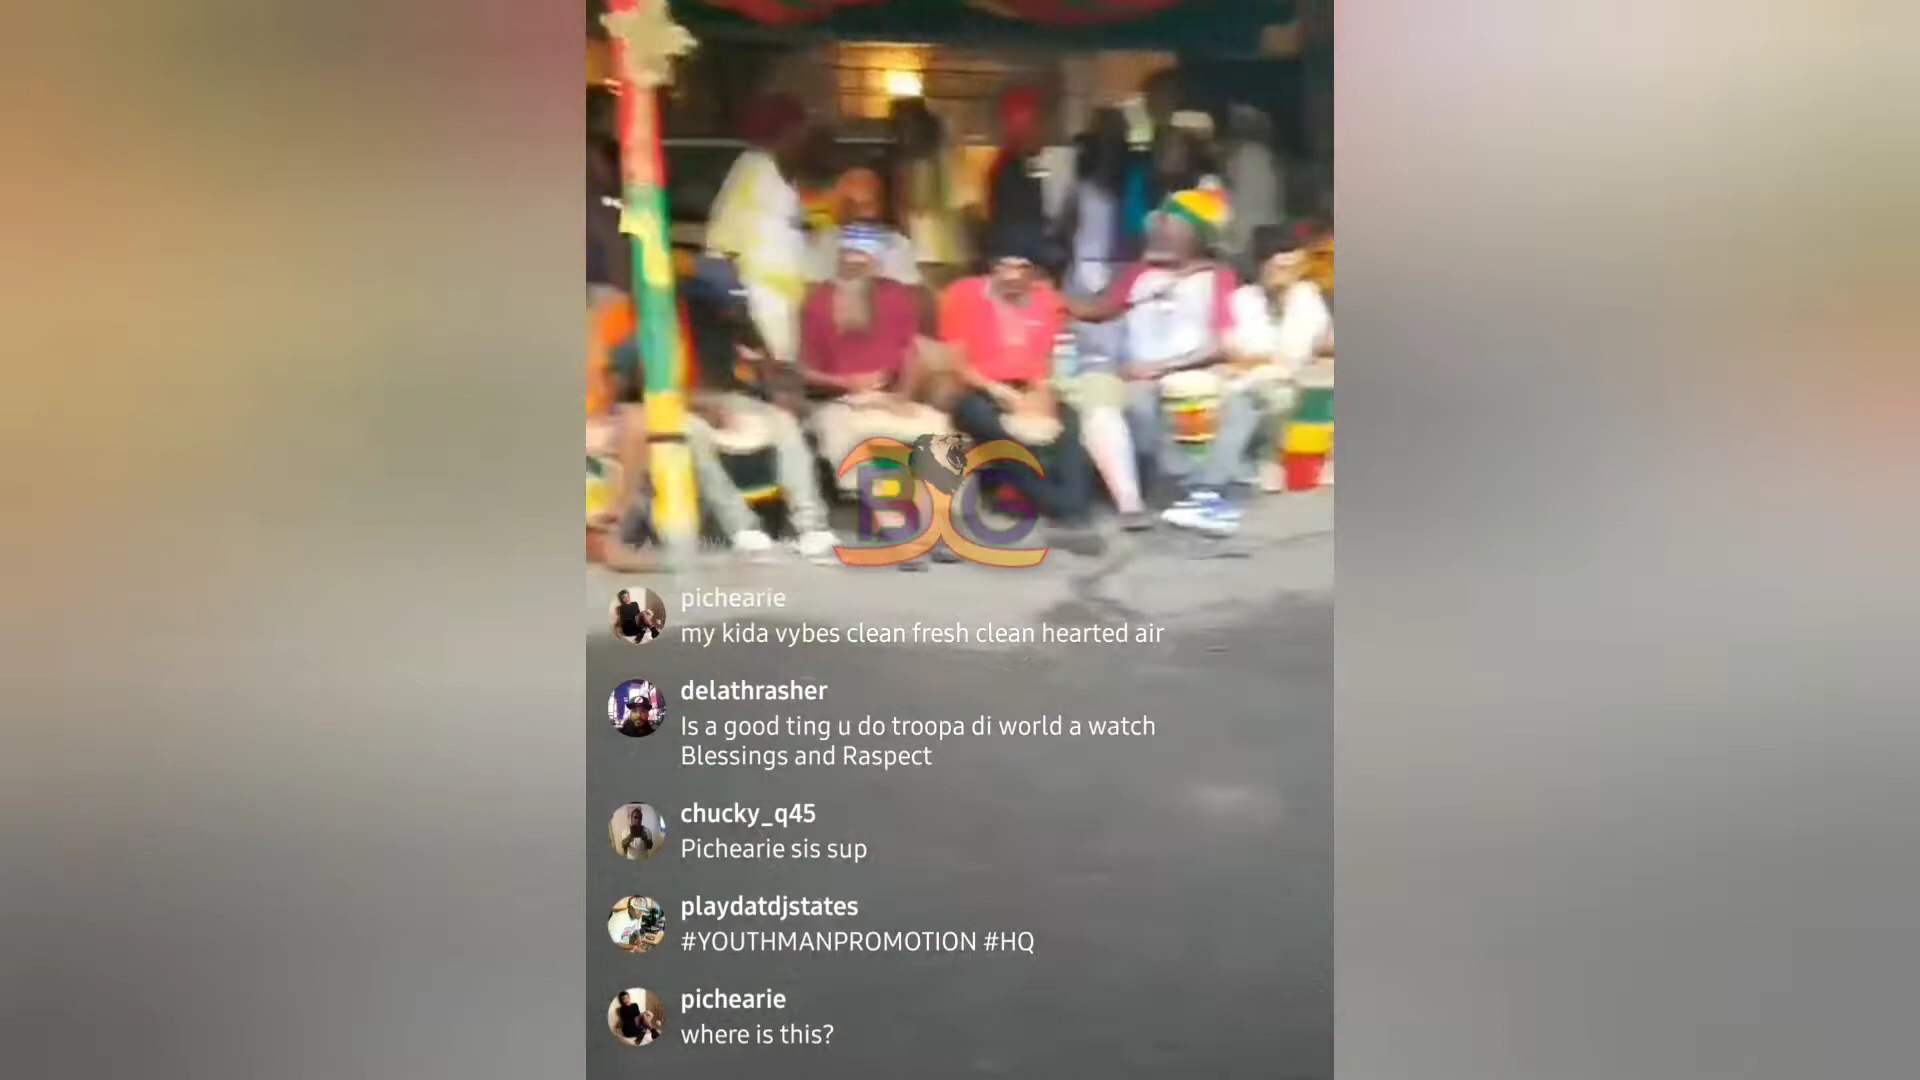 BG
pichearie
my kida vybes clean fresh clean hearted air
delathrasher
Is a good ting u do troopa di world a watch
Blessings and Raspect
chucky_q45
Pichearie sis sup
playdatdjstates
#YOUTHMANPROMOTION #HQ
pichearie
where is this?